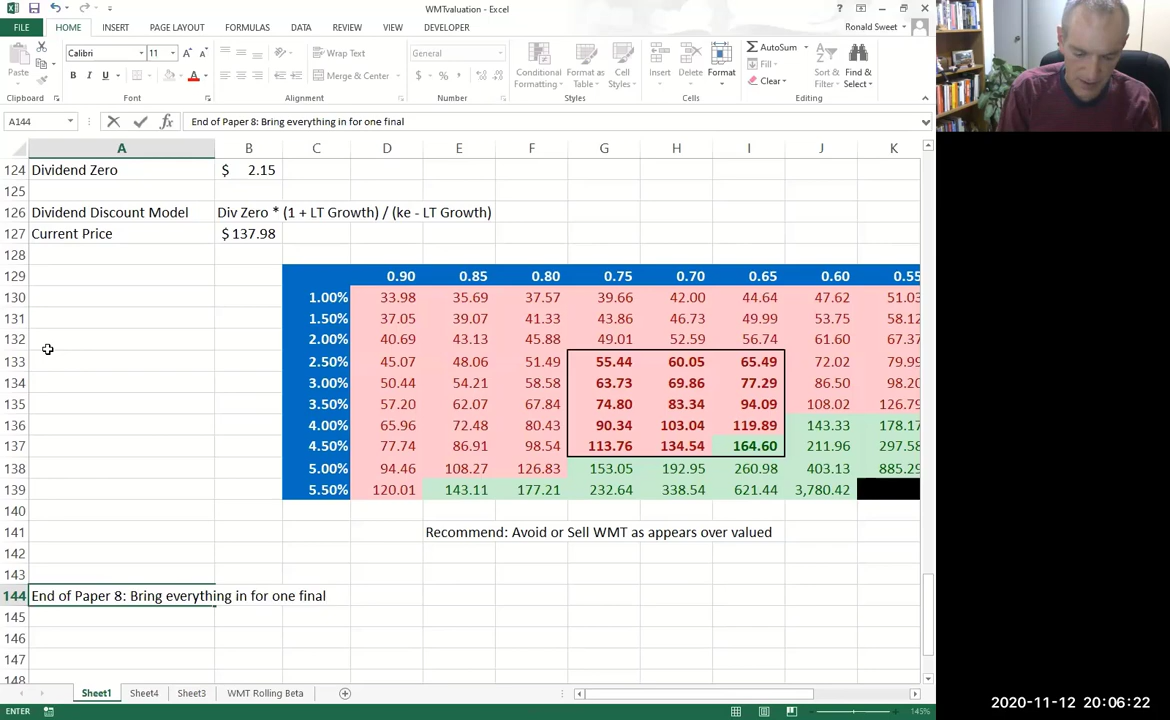 WMTvaluation - Excel
FILE HOME INSERT PAGE LAYOUT FORMULAS DATA REVIEW VIEW DEVELOPER Ronald Sweet
Paste Calibri 11 A A Wrap Text General Conditional Formatting Format as Table Cell Styles Insert Delete Format AutoSum Fill Clear Sort & Filter Find & Select
B I U A Merge & Center $ % ,
Clipboard Font Alignment Number Styles Cells Editing
A144 fx End of Paper 8: Bring everything in for one final
A B C D E F G H I J K
124 Dividend Zero $ 2.15
125
126 Dividend Discount Model Div Zero * (1 + LT Growth) / (ke - LT Growth)
127 Current Price $ 137.98
128
129 0.90 0.85 0.80 0.75 0.70 0.65 0.60 0.55
130 1.00% 33.98 35.69 37.57 39.66 42.00 44.64 47.62 51.03
131 1.50% 37.05 39.07 41.33 43.86 46.73 49.99 53.75 58.12
132 2.00% 40.69 43.13 45.88 49.01 52.59 56.74 61.60 67.37
133 2.50% 45.07 48.06 51.49 55.44 60.05 65.49 72.02 79.99
134 3.00% 50.44 54.21 58.58 63.73 69.86 77.29 86.50 98.20
135 3.50% 57.20 62.07 67.84 74.80 83.34 94.09 108.02 126.79
136 4.00% 65.96 72.48 80.43 90.34 103.04 119.89 143.33 178.17
137 4.50% 77.74 86.91 98.54 113.76 134.54 164.60 211.96 297.58
138 5.00% 94.46 108.27 126.83 153.05 192.95 260.98 403.13 885.29
139 5.50% 120.01 143.11 177.21 232.64 338.54 621.44 3,780.42
140
141 Recommend: Avoid or Sell WMT as appears over valued
142
143
144 End of Paper 8: Bring everything in for one final
145
146
147
148
Sheet1 Sheet4 Sheet3 WMT Rolling Beta
ENTER 145%
2020-11-12 20:06:22